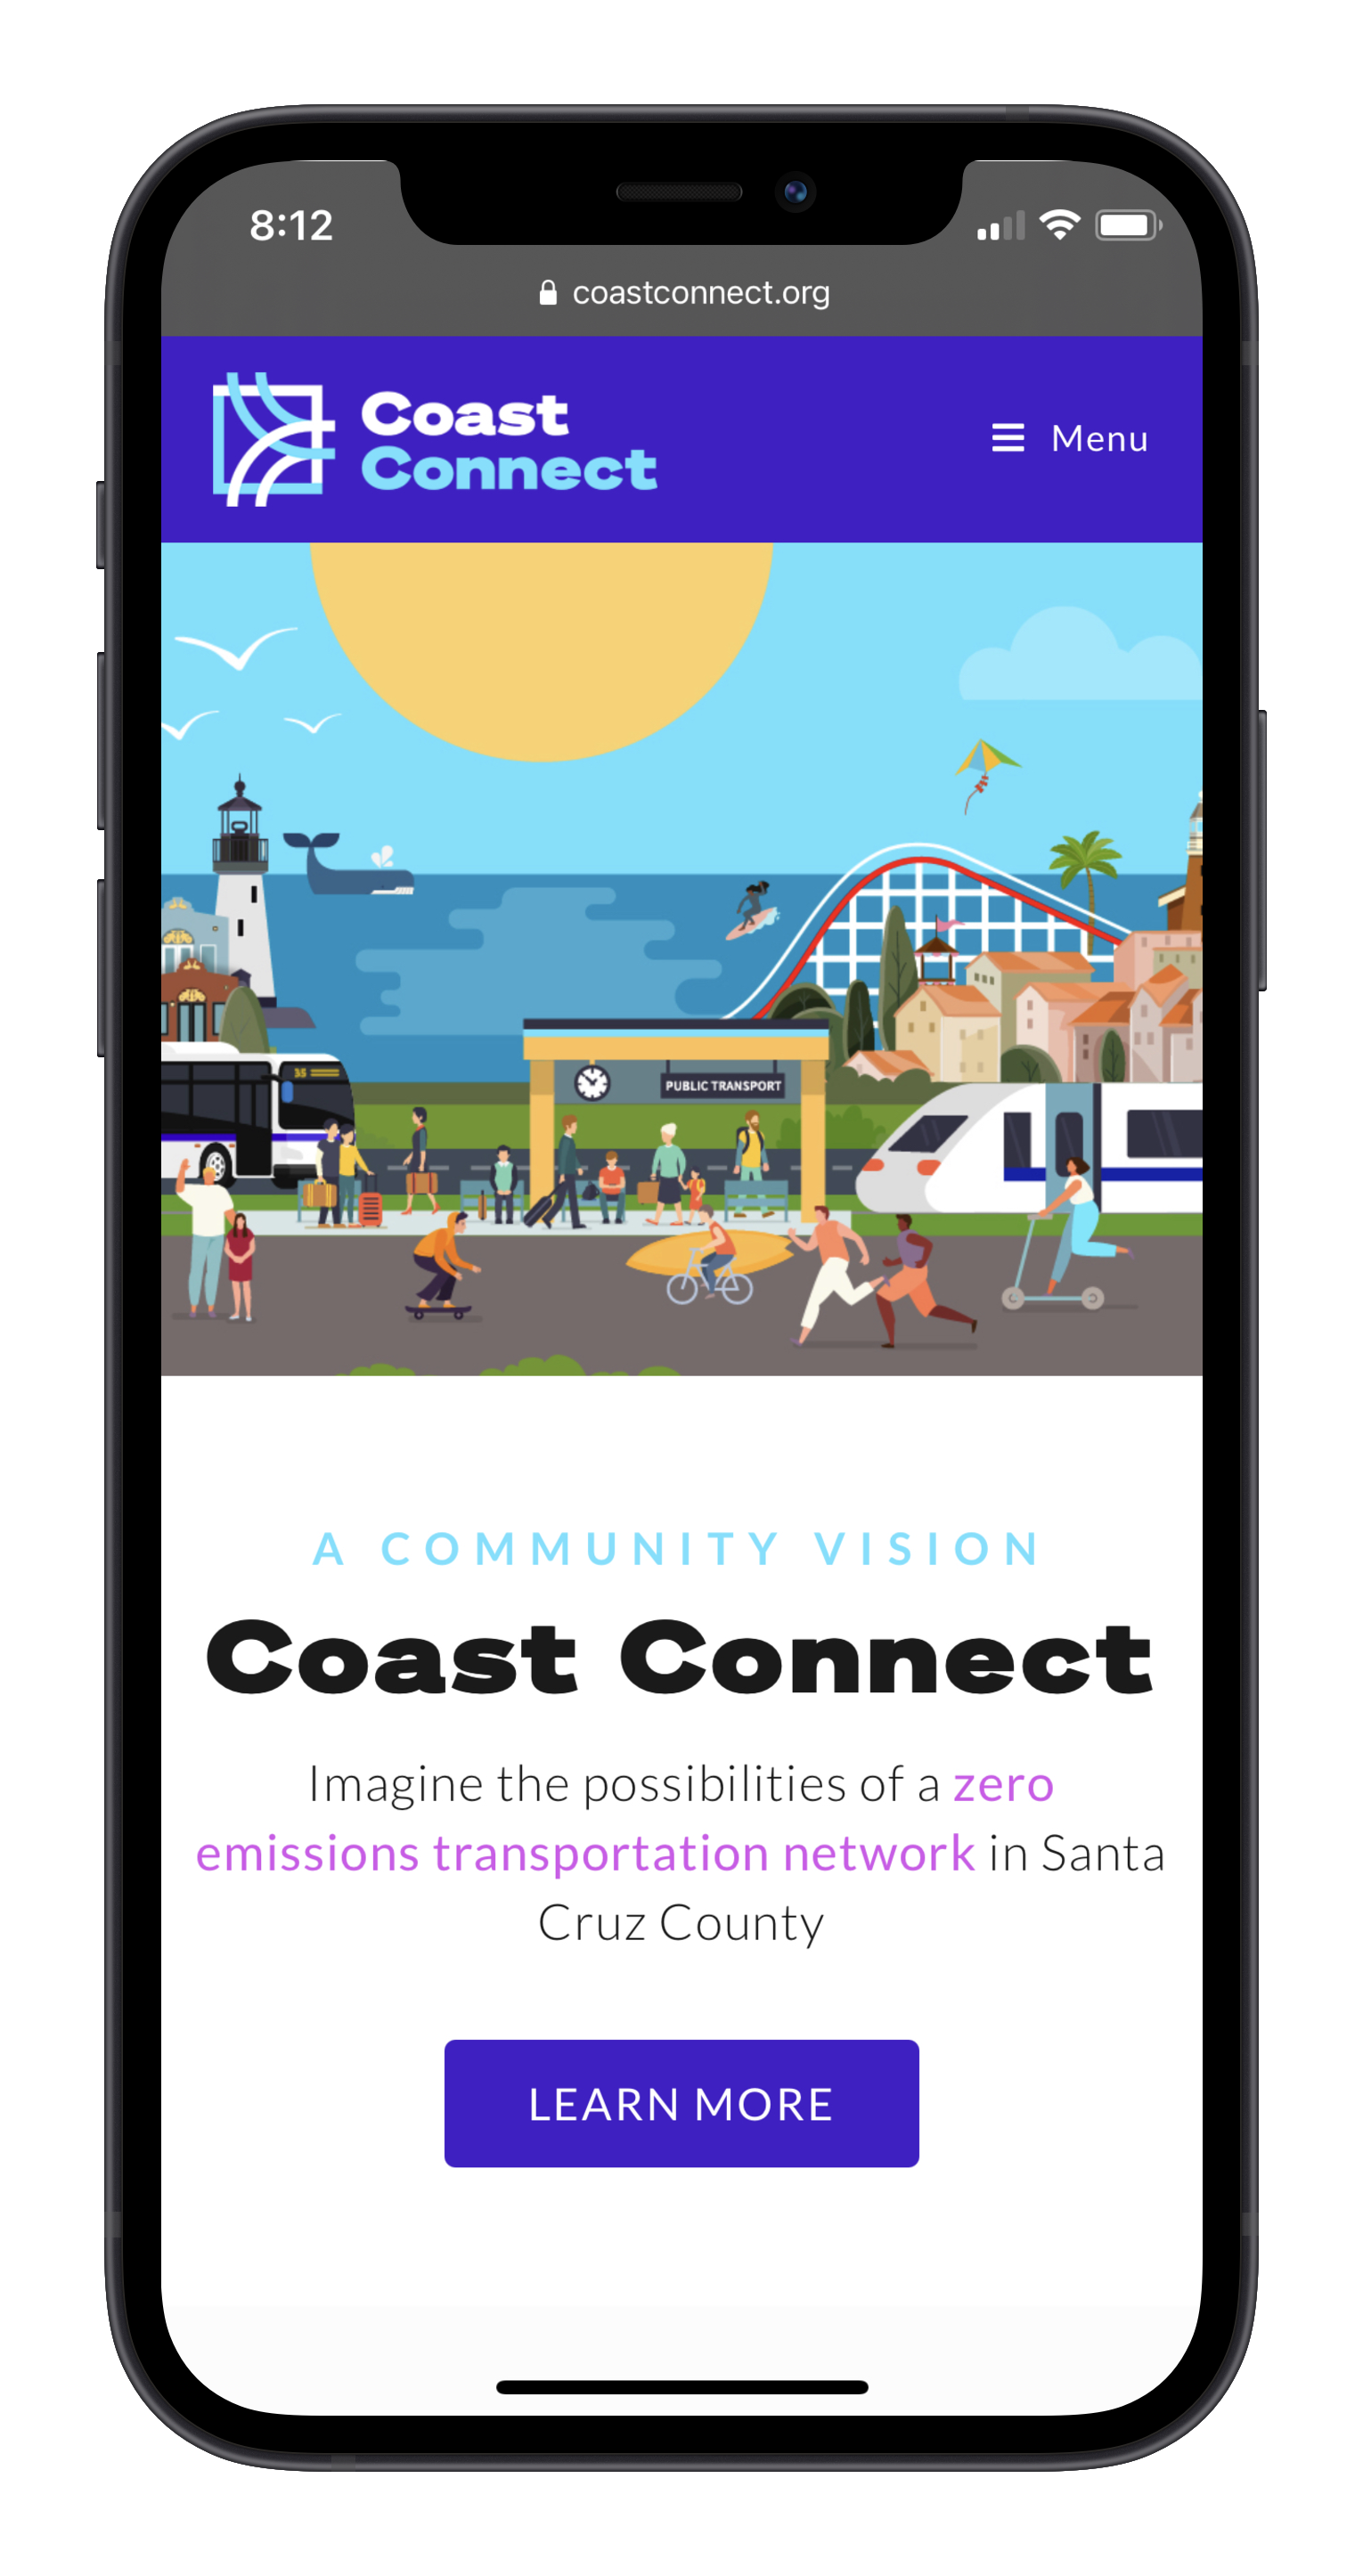 8:12
coastconnect.org
Coast
Connect
Menu
35
PUBLIC TRANSPORT
A COMMUNITY VISION
Coast Connect
Imagine the possibilities of a zero
emissions transportation network in Santa
Cruz County
LEARN MORE